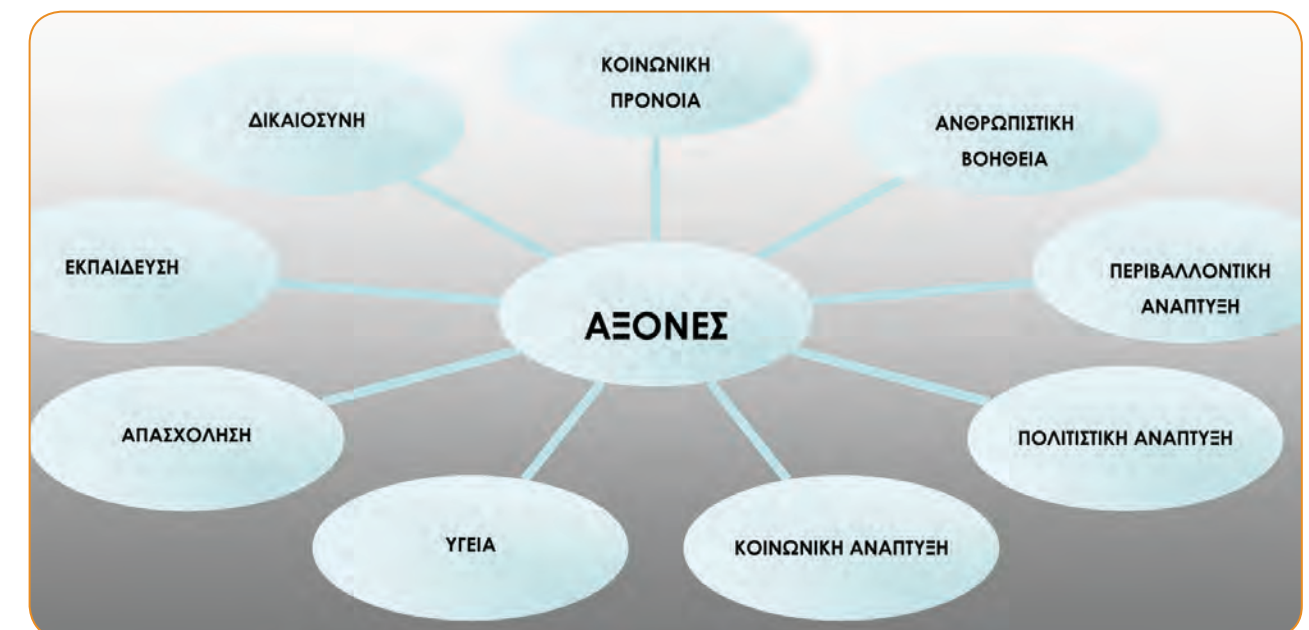 ΚΟΙΝΩΝΙΚΗ
ΠΡΟΝΟΙΑ
ΔΙΚΑΙΟΣΥΝΗ
ΑΝΘΡΩΠΙΣΤΙΚΗ
ΒΟΗΘΕΙΑ
ΕΚΠΑΙΔΕΥΣΗ
ΠΕΡΙΒΑΛΛΟΝΤΙΚΗ
ΑΝΑΠΤΥΞΗ
ΑΞΟΝΕΣ
ΑΠΑΣΧΟΛΗΣΗ
ΠΟΛΙΤΙΣΤΙΚΗ ΑΝΑΠΤΥΞΗ
ΥΓΕΙΑ
ΚΟΙΝΩΝΙΚΗ ΑΝΑΠΤΥΞΗ